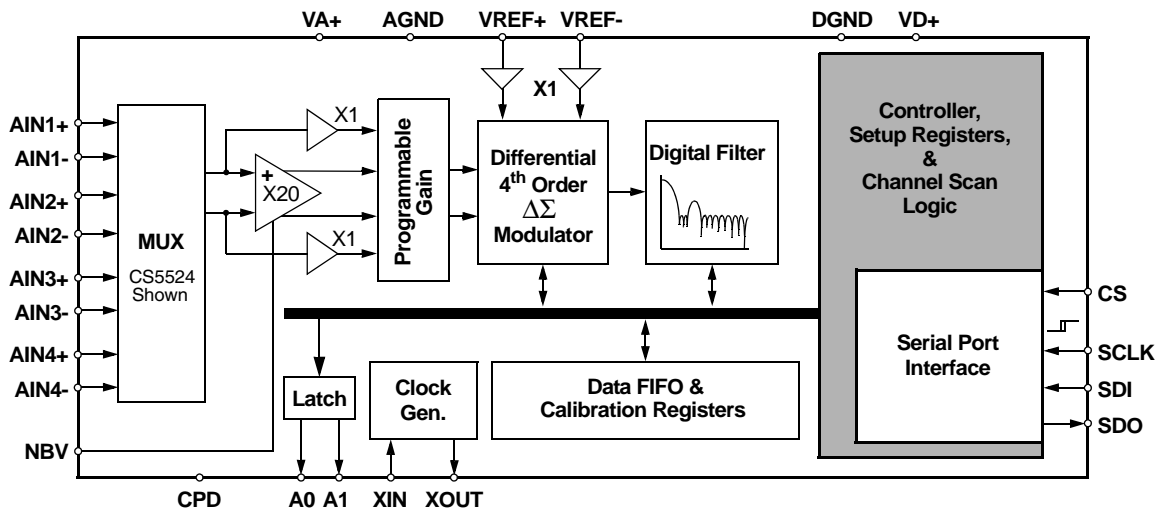 VA+ AGND VREF+ VREF- DGND VD+
X1
AIN1+
AIN1-
AIN2+
AIN2-
AIN3+
AIN3-
AIN4+
AIN4-
NBV
MUX
CS5524
Shown
X1
+
X20
X1
Programmable
Gain
Differential
4th Order
ΔΣ
Modulator
Digital Filter
Controller,
Setup Registers,
&
Channel Scan
Logic
Serial Port
Interface
CS
SCLK
SDI
SDO
Latch
Clock
Gen.
Data FIFO &
Calibration Registers
CPD A0 A1 XIN XOUT